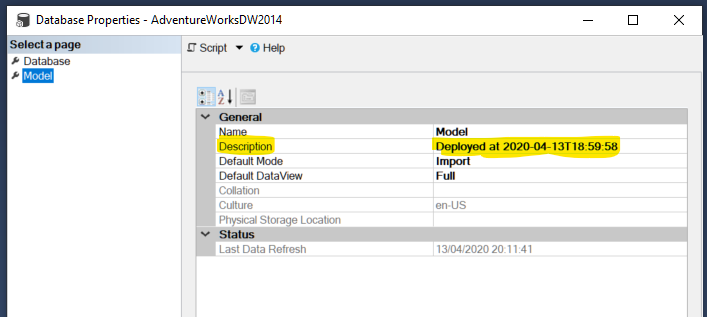 Database Properties - AdventureWorksDW2014
Select a page
Database
Model
Script Help
General
Name Model
Description Deployed at 2020-04-13T18:59:58
Default Mode Import
Default DataView Full
Collation
Culture en-US
Physical Storage Location
Status
Last Data Refresh 13/04/2020 20:11:41